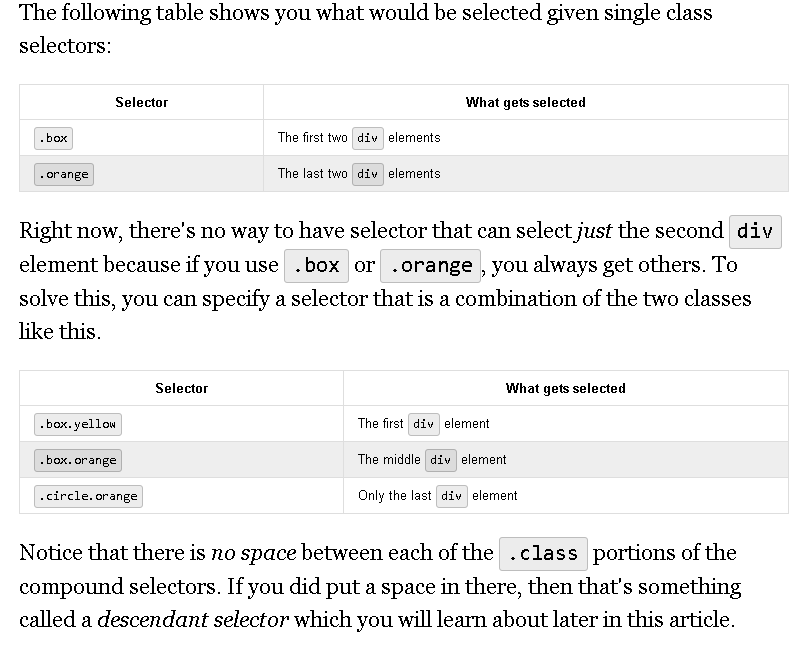 The following table shows you what would be selected given single class
selectors:
Selector What gets selected
.box The first two div elements
.orange The last two div elements
Right now, there's no way to have selector that can select just the second div
element because if you use .box or .orange , you always get others. To
solve this, you can specify a selector that is a combination of the two classes
like this.
Selector What gets selected
.box.yellow The first div element
.box.orange The middle div element
.circle.orange Only the last div element
Notice that there is no space between each of the .class portions of the
compound selectors. If you did put a space in there, then that's something
called a descendant selector which you will learn about later in this article.